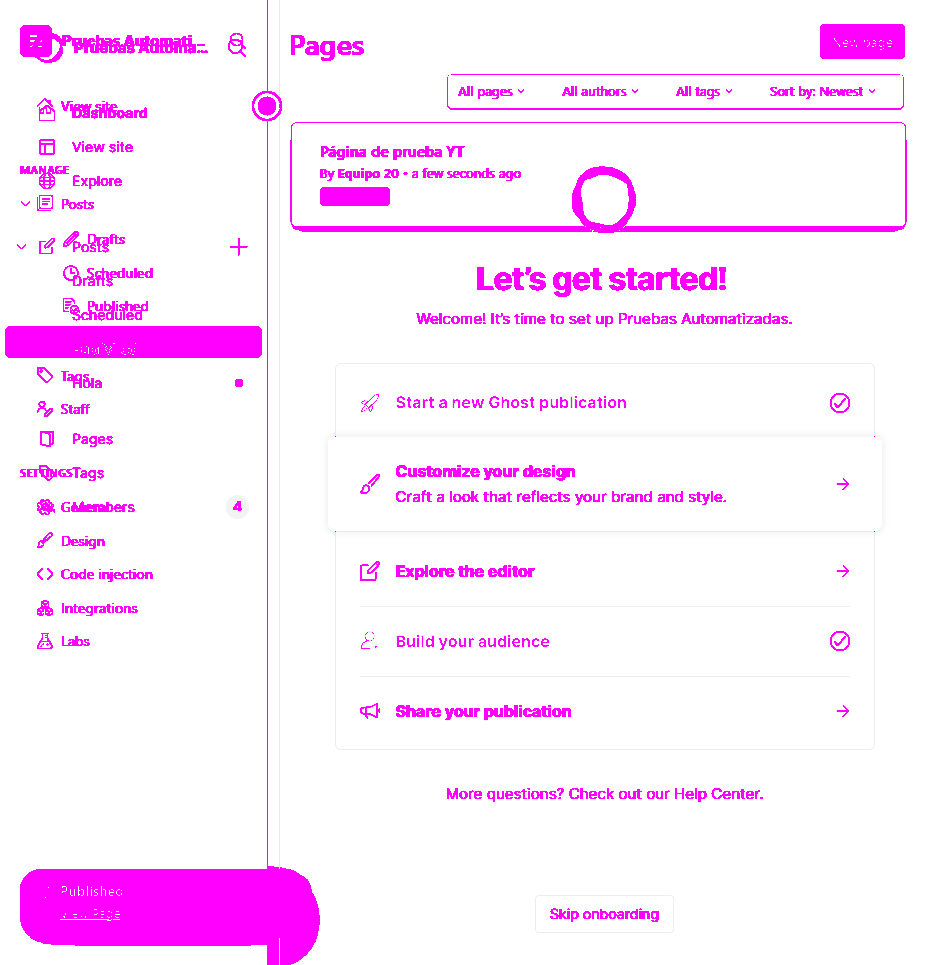 Pruebas Automati...
Pruebas Automa...
Pages
New page
View site
Dashboard
All pages
All authors
All tags
Sort by: Newest
View site
MANAGE
Explore
Posts
Página de prueba YT
By Equipo 20 • a few seconds ago
Drafts
Posts
Scheduled
Drafts
Published
Scheduled
Let's get started!
Welcome! It's time to set up Pruebas Automatizadas.
Tags
Hola
Staff
Pages
SETTINGS
Tags
General
Members
4
Design
Code injection
Integrations
Labs
Start a new Ghost publication
Customize your design
Craft a look that reflects your brand and style.
Explore the editor
Build your audience
Share your publication
More questions? Check out our Help Center.
Published
View Page
Skip onboarding